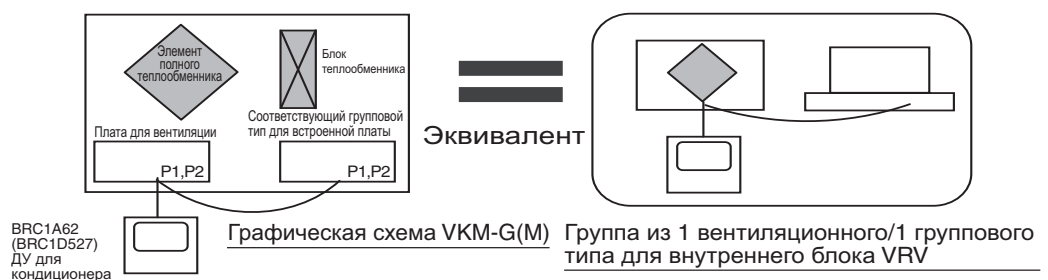 Элемент
полного
теплообменника
Блок
теплообменника
Плата для вентиляции
Соответствующий групповой
тип для встроенной платы
P1,P2
P1,P2
BRC1A62
(BRC1D527)
ДУ для
кондиционера
Графическая схема VKM-G(M)
Эквивалент
Группа из 1 вентиляционного/1 группового
типа для внутреннего блока VRV